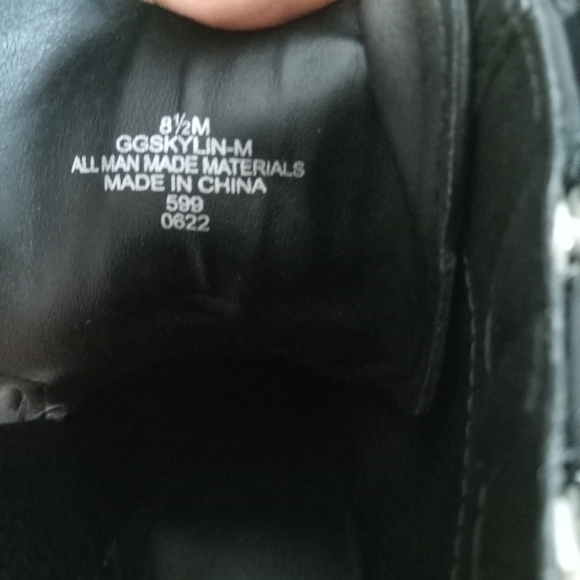 8½M
GGSKYLIN-M
ALL MAN MADE MATERIALS
MADE IN CHINA
599
0622